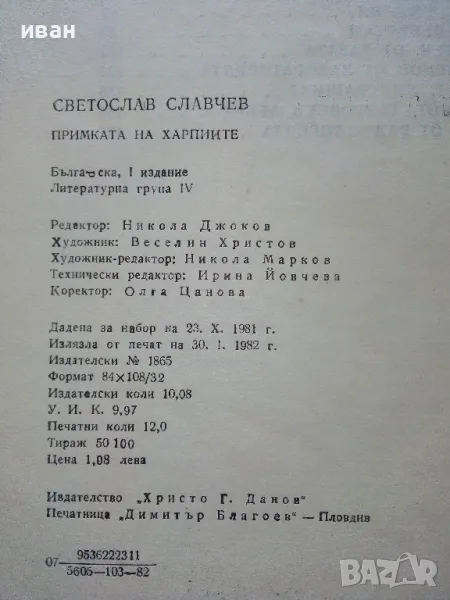 иван
СВЕТОСЛАВ СЛАВЧЕВ
ПРИМКАТА НА ХАРПИИТЕ
Българска, I издание
Литературна група IV
Редактор: Никола Джоков
Художник: Веселин Христов
Художник-редактор: Никола Марков
Технически редактор: Ирина Йовчева
Коректор: Олга Цанова
Дадена за набор на 23. X. 1981 г.
Излязла от печат на 30. I. 1982 г.
Издателски № 1865
Формат 84×108/32
Издателски коли 10,08
У. И. К. 9,97
Печатни коли 12,0
Тираж 50 100
Цена 1,08 лева
Издателство „Христо Г. Данов"
Печатница „Димитър Благоев" — Пловдив
07 9536222311
5605—103—82
BAZAR